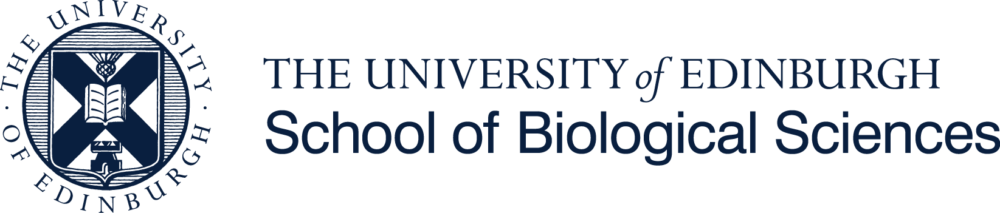 THE UNIVERSITY
OF EDINBURGH
THE UNIVERSITY of EDINBURGH
School of Biological Sciences